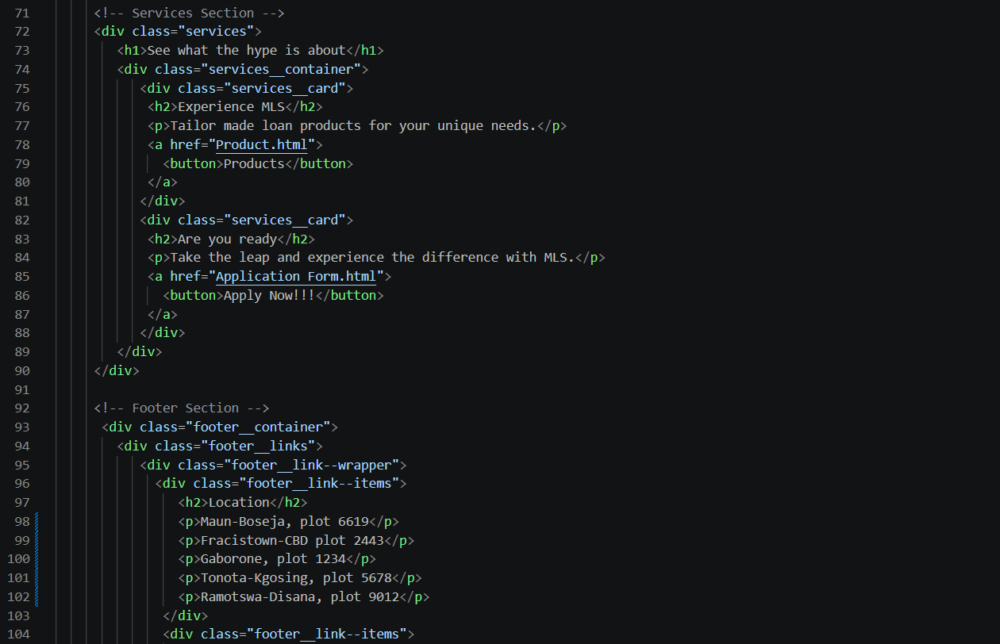 71 <!-- Services Section -->
72 <div class="services">
73 <h1>See what the hype is about</h1>
74 <div class="services__container">
75 <div class="services__card">
76 <h2>Experience MLS</h2>
77 <p>Tailor made loan products for your unique needs.</p>
78 <a href="Product.html">
79 <button>Products</button>
80 </a>
81 </div>
82 <div class="services__card">
83 <h2>Are you ready</h2>
84 <p>Take the leap and experience the difference with MLS.</p>
85 <a href="Application Form.html">
86 <button>Apply Now!!!</button>
87 </a>
88 </div>
89 </div>
90 </div>
91
92 <!-- Footer Section -->
93 <div class="footer__container">
94 <div class="footer__links">
95 <div class="footer__link--wrapper">
96 <div class="footer__link--items">
97 <h2>Location</h2>
98 <p>Maun-Boseja, plot 6619</p>
99 <p>Fracistown-CBD plot 2443</p>
100 <p>Gaborone, plot 1234</p>
101 <p>Tonota-Kgosing, plot 5678</p>
102 <p>Ramotswa-Disana, plot 9012</p>
103 </div>
104 <div class="footer__link--items">